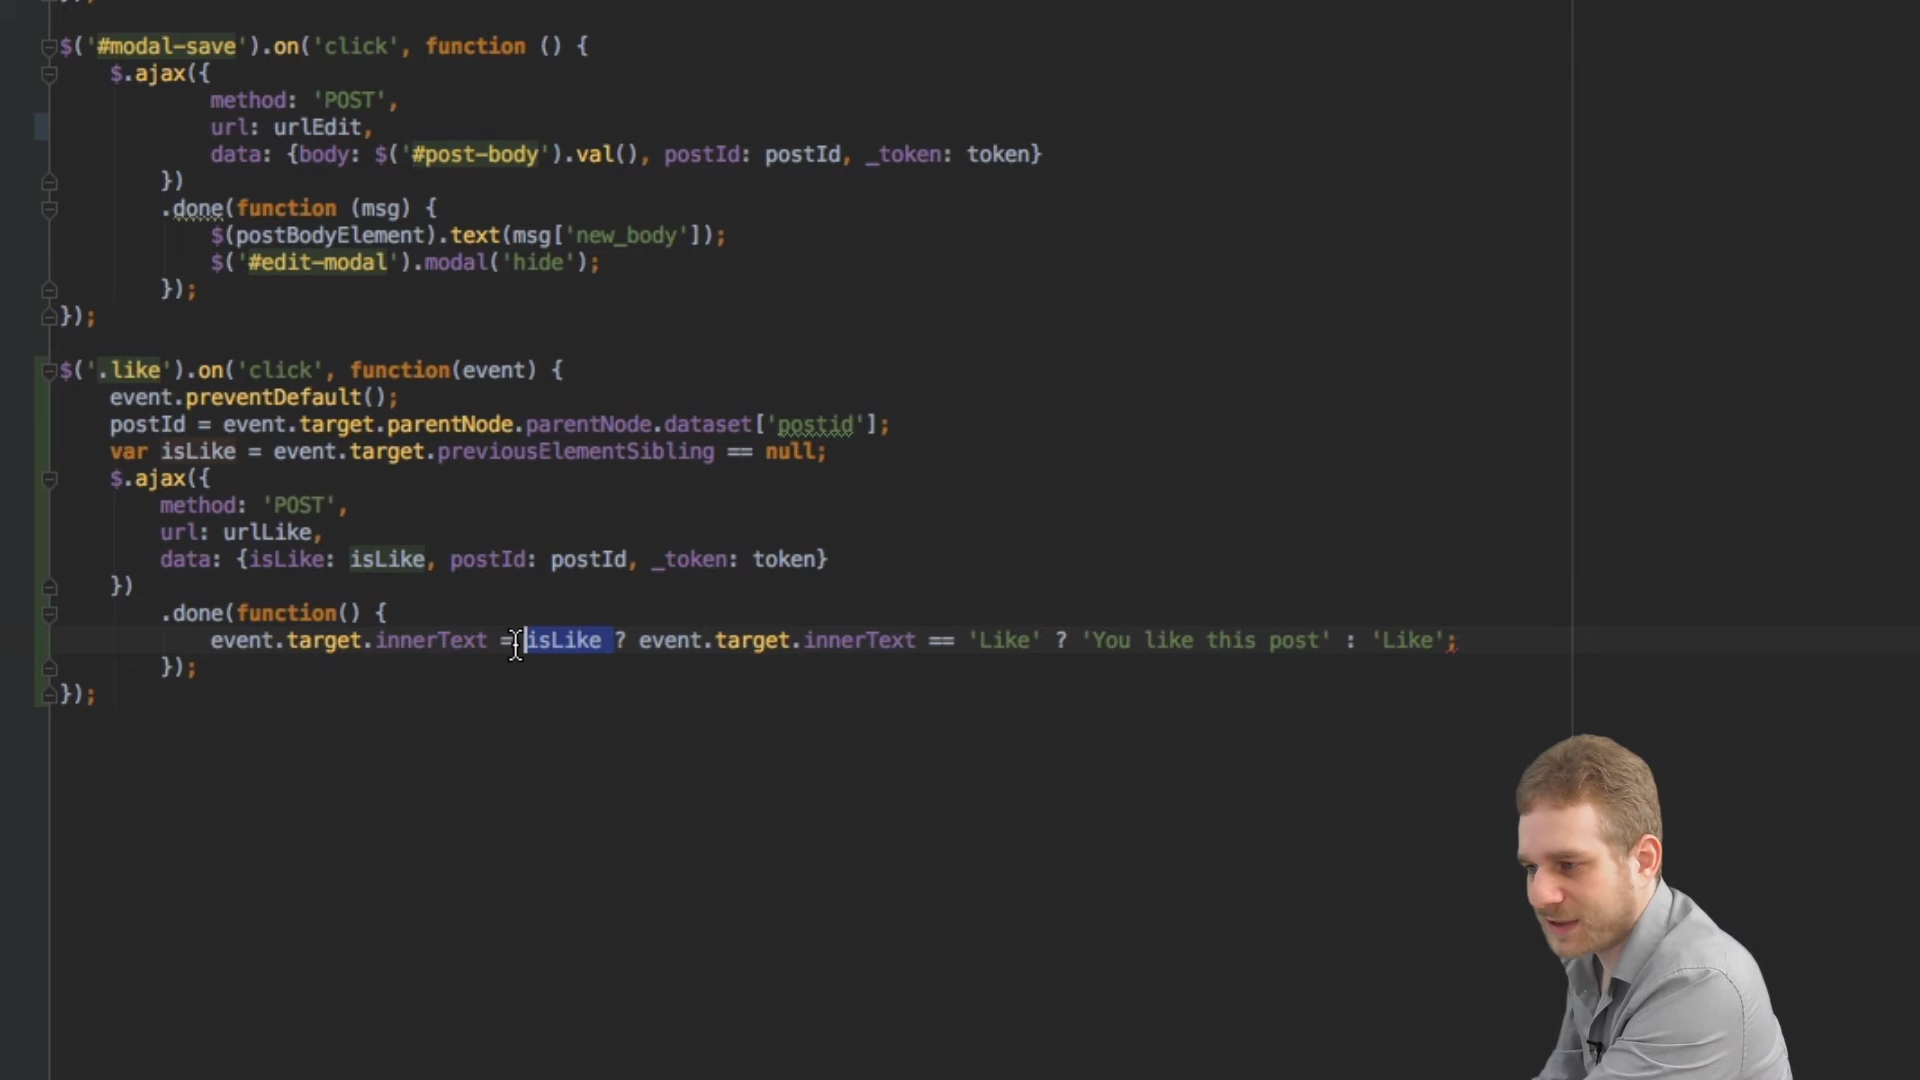 $('#modal-save').on('click', function () {
$.ajax({
method: 'POST',
url: urlEdit,
data: {body: $('#post-body').val(), postId: postId, _token: token}
})
.done(function (msg) {
$(postBodyElement).text(msg['new_body']);
$('#edit-modal').modal('hide');
});
});
$('.like').on('click', function(event) {
event.preventDefault();
postId = event.target.parentNode.parentNode.dataset['postid'];
var isLike = event.target.previousElementSibling == null;
$.ajax({
method: 'POST',
url: urlLike,
data: {isLike: isLike, postId: postId, _token: token}
})
.done(function() {
event.target.innerText = isLike ? event.target.innerText == 'Like' ? 'You like this post' : 'Like';
});
});